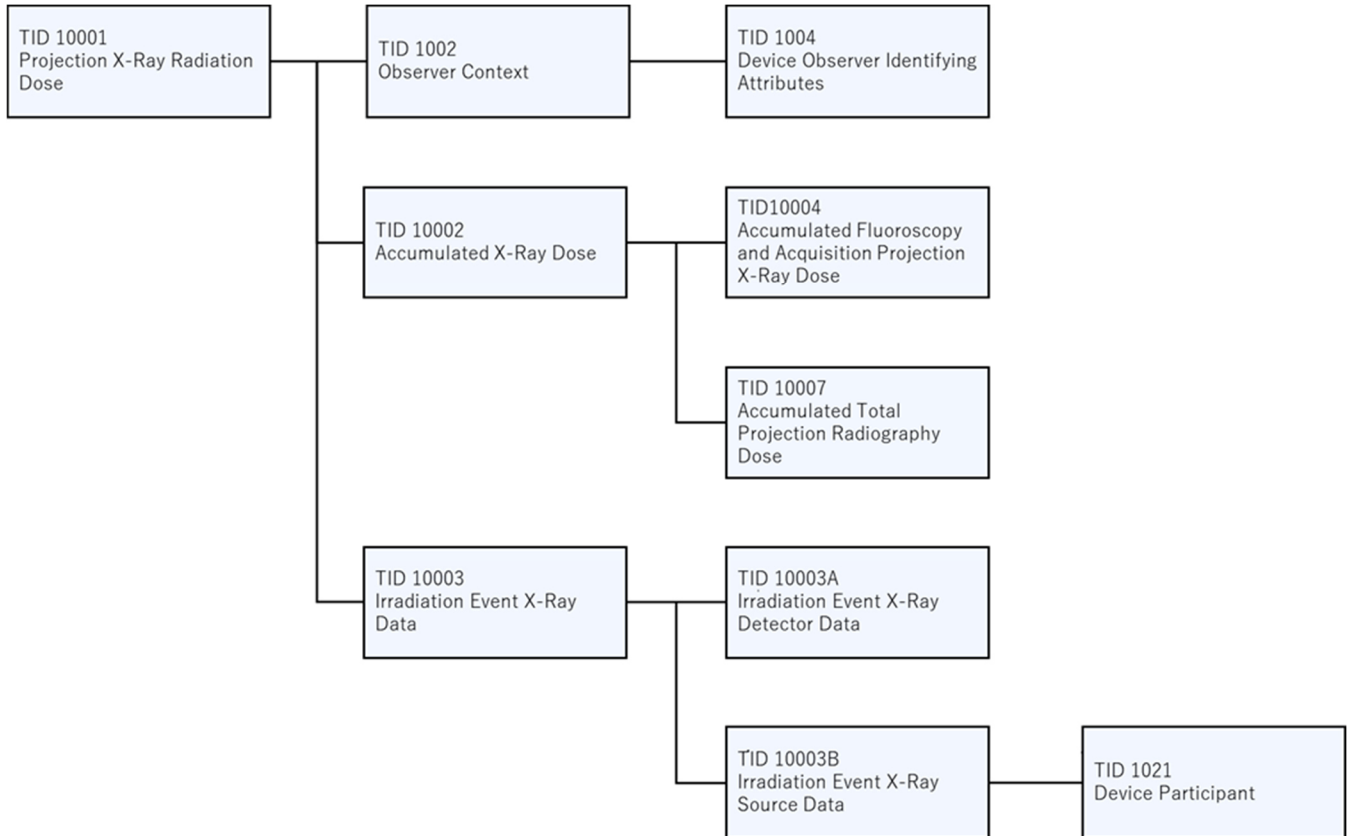 TID 10001
Projection X-Ray Radiation
Dose
TID 1002
Observer Context
TID 1004
Device Observer Identifying
Attributes
TID 10002
Accumulated X-Ray Dose
TID10004
Accumulated Fluoroscopy
and Acquisition Projection
X-Ray Dose
TID 10007
Accumulated Total
Projection Radiography
Dose
TID 10003
Irradiation Event X-Ray
Data
TID 10003A
Irradiation Event X-Ray
Detector Data
TID 10003B
Irradiation Event X-Ray
Source Data
TID 1021
Device Participant